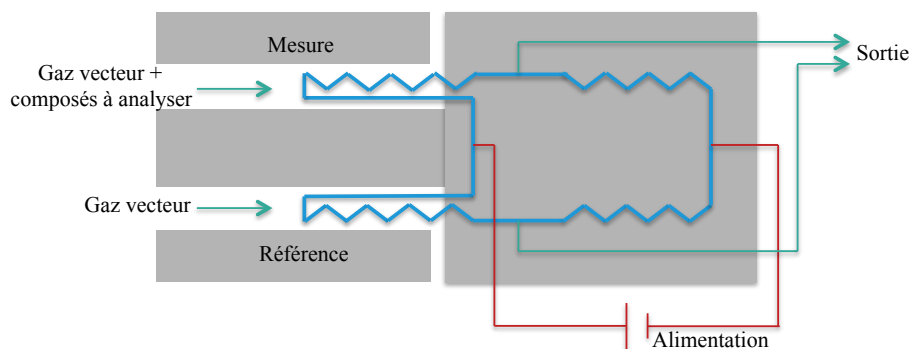 Mesure
Gaz vecteur +
composés à analyser
Sortie
Gaz vecteur
Référence
Alimentation